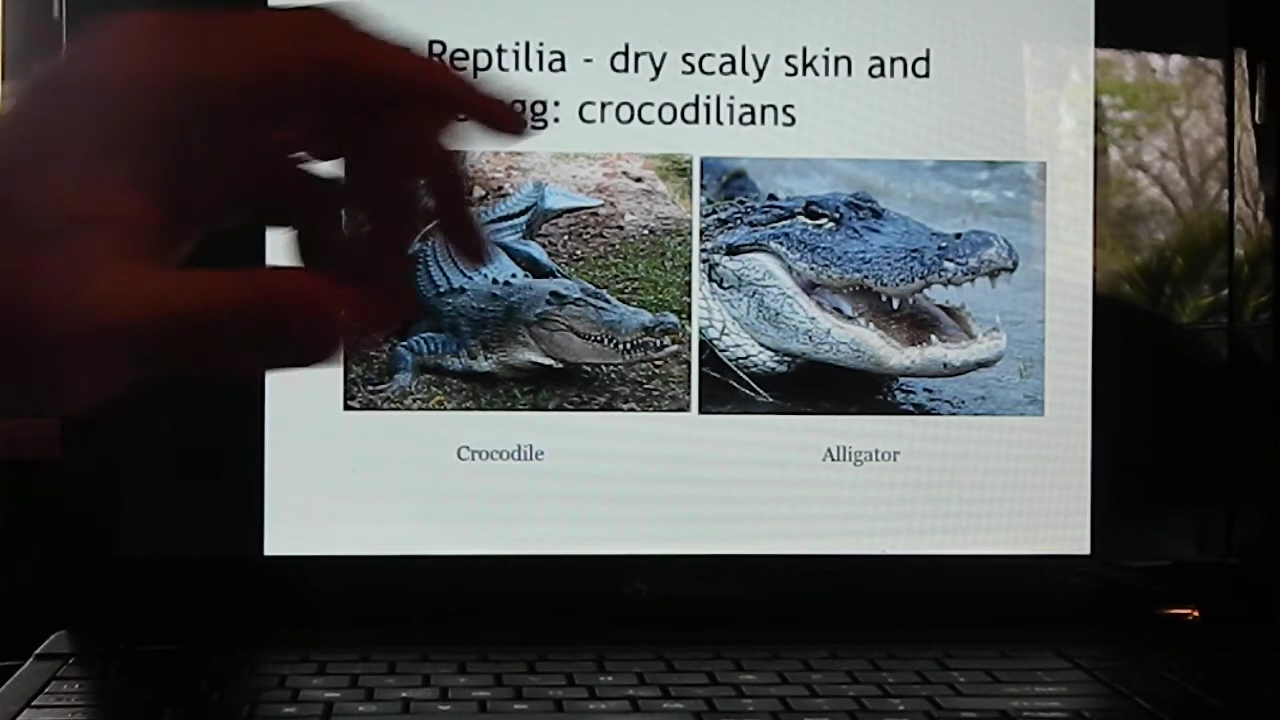 Reptilia - dry scaly skin and
crocodilians
Crocodile
Alligator